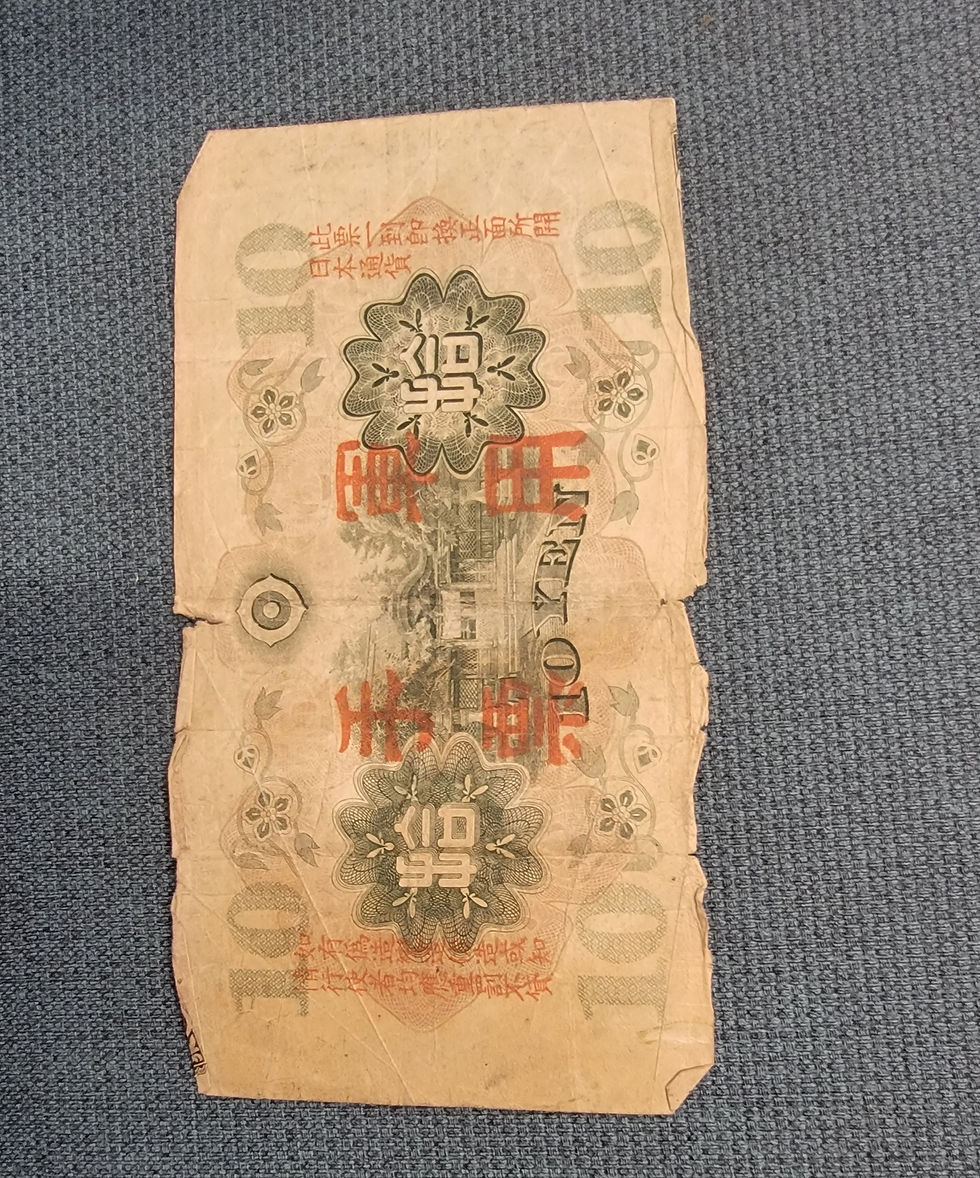 此票一到即換正面所開
日本通貨
10
10
拾
軍用
手票
10 YEN
拾
10
10
如有偽造變造仿造或知
情行使者均應重罰不貸